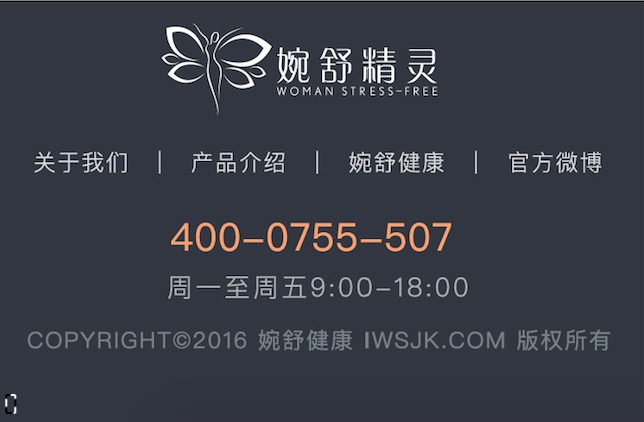 婉舒精灵
WOMAN STRESS-FREE
关于我们 | 产品介绍 | 婉舒健康 | 官方微博
400-0755-507
周一至周五9:00-18:00
COPYRIGHT©2016 婉舒健康 IWSJK.COM 版权所有